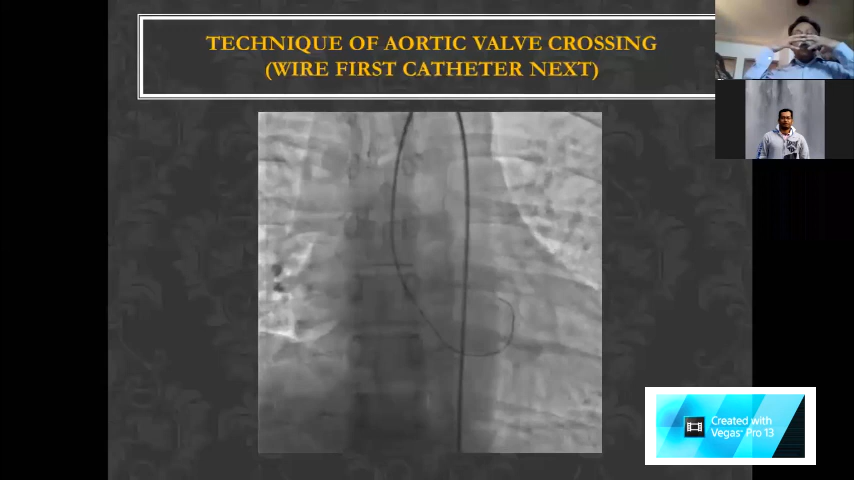 TECHNIQUE OF AORTIC VALVE CROSSING
(WIRE FIRST CATHETER NEXT)
Created with
Vegas® Pro 13